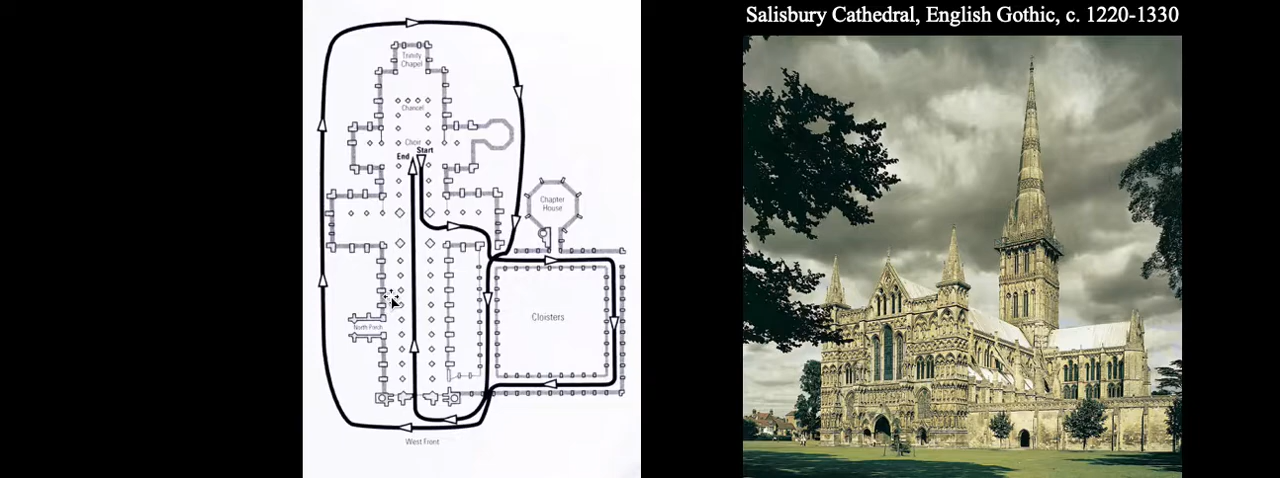 Salisbury Cathedral, English Gothic, c. 1220-1330
Trinity
Chapel
Chancel
Choir
End
Start
Chapter
House
Cloisters
North Porch
West Front